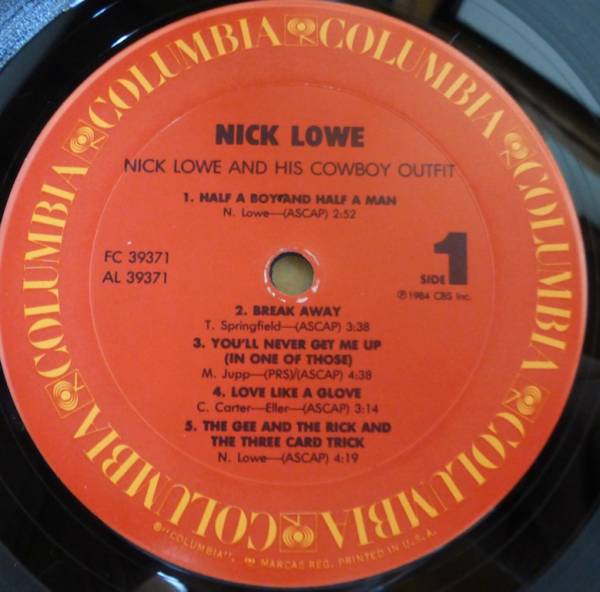 COLUMBIA COLUMBIA COLUMBIA COLUMBIA COLUMBIA COLUMBIA
NICK LOWE
NICK LOWE AND HIS COWBOY OUTFIT
1. HALF A BOY AND HALF A MAN
N. Lowe—(ASCAP) 2:52
FC 39371
AL 39371
SIDE 1
℗1984 CBS Inc.
2. BREAK AWAY
T. Springfield—(ASCAP) 3:38
3. YOU'LL NEVER GET ME UP
(IN ONE OF THOSE)
M. Jupp—(PRS)/(ASCAP) 4:38
4. LOVE LIKE A GLOVE
C. Carter—Eller—(ASCAP) 3:14
5. THE GEE AND THE RICK AND
THE THREE CARD TRICK
N. Lowe—(ASCAP) 4:19
"COLUMBIA", MARCAS REG. PRINTED IN U.S.A.